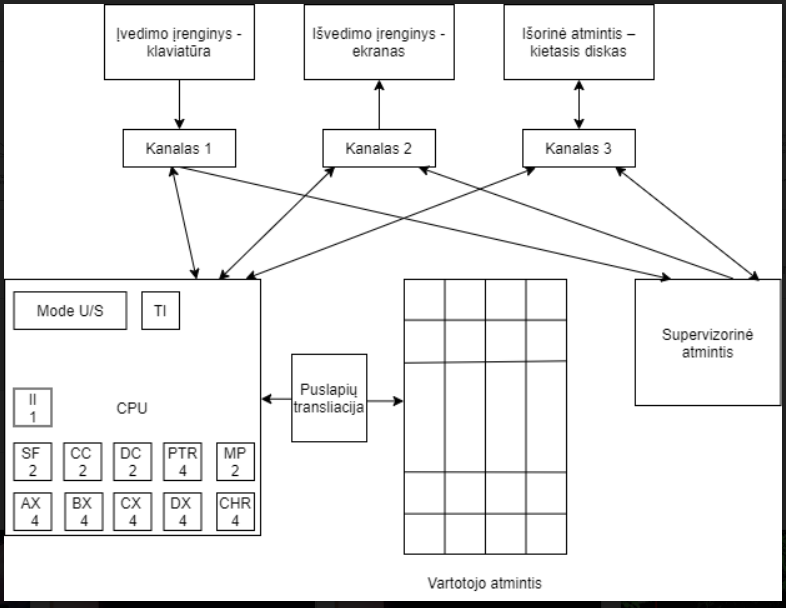 Įvedimo įrenginys -
klaviatūra
Išvedimo įrenginys -
ekranas
Išorinė atmintis –
kietasis diskas
Kanalas 1
Kanalas 2
Kanalas 3
Mode U/S
TI
II
1
CPU
SF
2
CC
2
DC
2
PTR
4
MP
2
AX
4
BX
4
CX
4
DX
4
CHR
4
Puslapių
transliacija
Supervizorinė
atmintis
Vartotojo atmintis